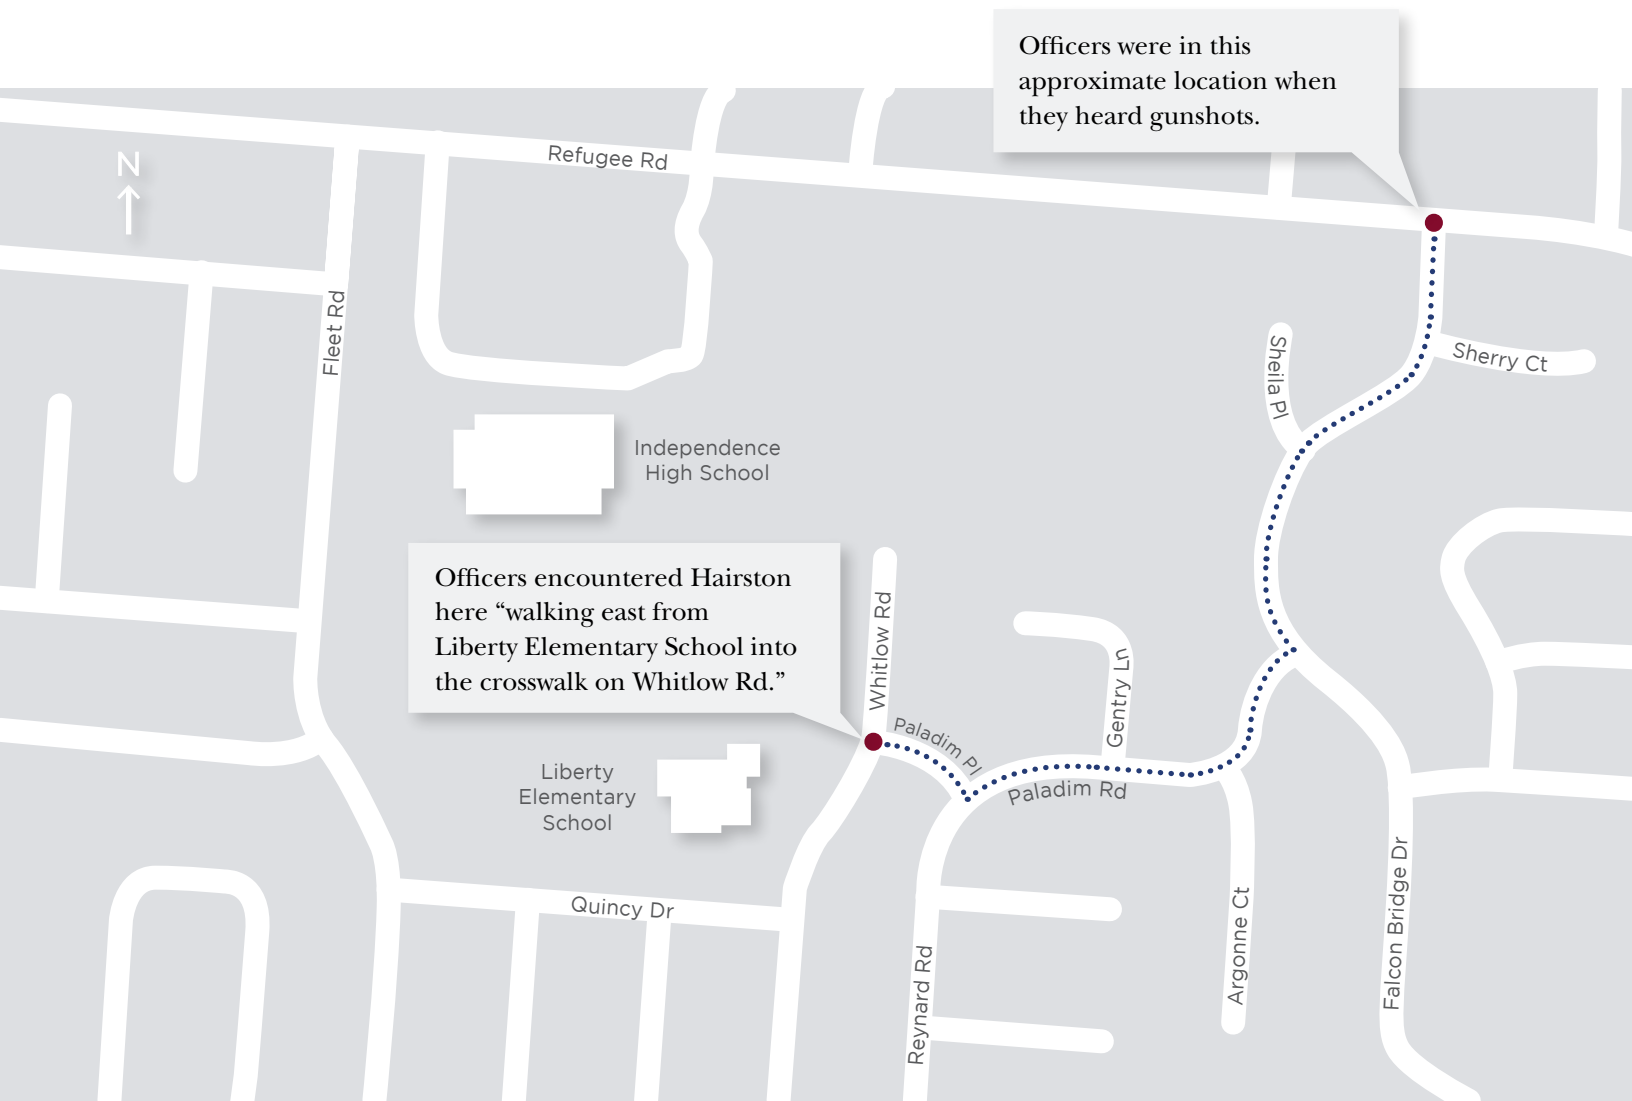 Officers were in this
approximate location when
they heard gunshots.
N
Refugee Rd
Fleet Rd
Sheila Pl
Sherry Ct
Independence
High School
Officers encountered Hairston
here “walking east from
Liberty Elementary School into
the crosswalk on Whitlow Rd.”
Whitlow Rd
Gentry Ln
Paladim Pl
Paladim Rd
Liberty
Elementary
School
Quincy Dr
Reynard Rd
Argonne Ct
Falcon Bridge Dr